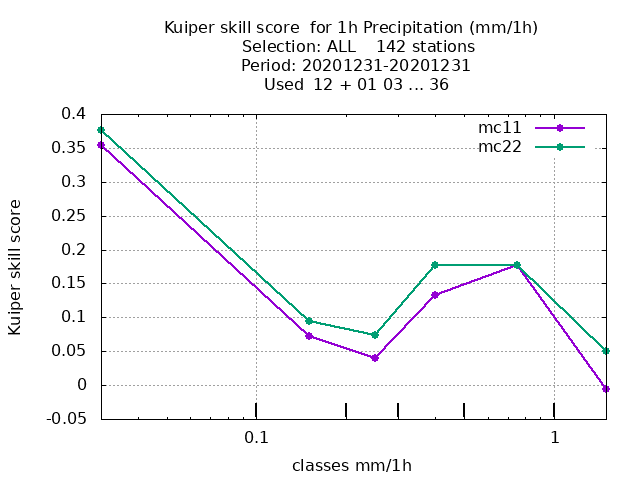 Kuiper skill score  for 1h Precipitation (mm/1h)
Selection: ALL    142 stations
Period: 20201231-20201231
Used  12 + 01 03 ... 36
mc11
mc22
0.4
0.35
0.3
0.25
0.2
0.15
0.1
0.05
0
-0.05
Kuiper skill score
0.1 1
classes mm/1h